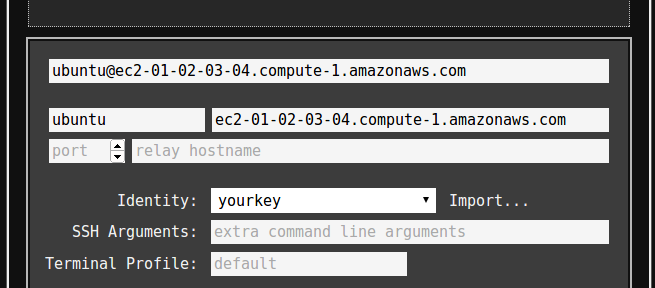 ubuntu@ec2-01-02-03-04.compute-1.amazonaws.com
ubuntu ec2-01-02-03-04.compute-1.amazonaws.com
port relay hostname
Identity: yourkey Import...
SSH Arguments: extra command line arguments
Terminal Profile: default